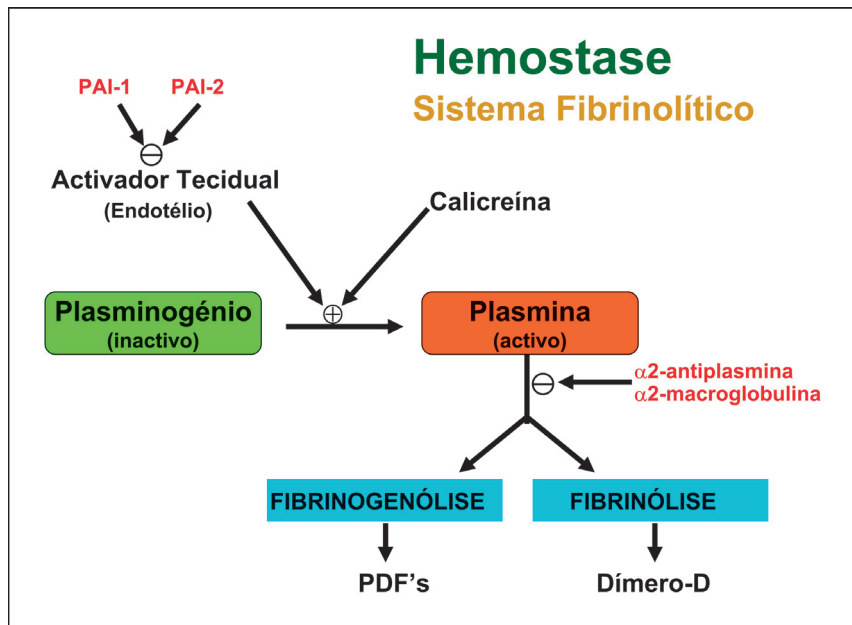 Hemostase
Sistema Fibrinolítico
PAI-1 PAI-2
Activador Tecidual
(Endotélio)
Calicreína
Plasminogénio
(inactivo)
Plasmina
(activo)
α2-antiplasmina
α2-macroglobulina
FIBRINOGENÓLISE
FIBRINÓLISE
PDF's
Dímero-D